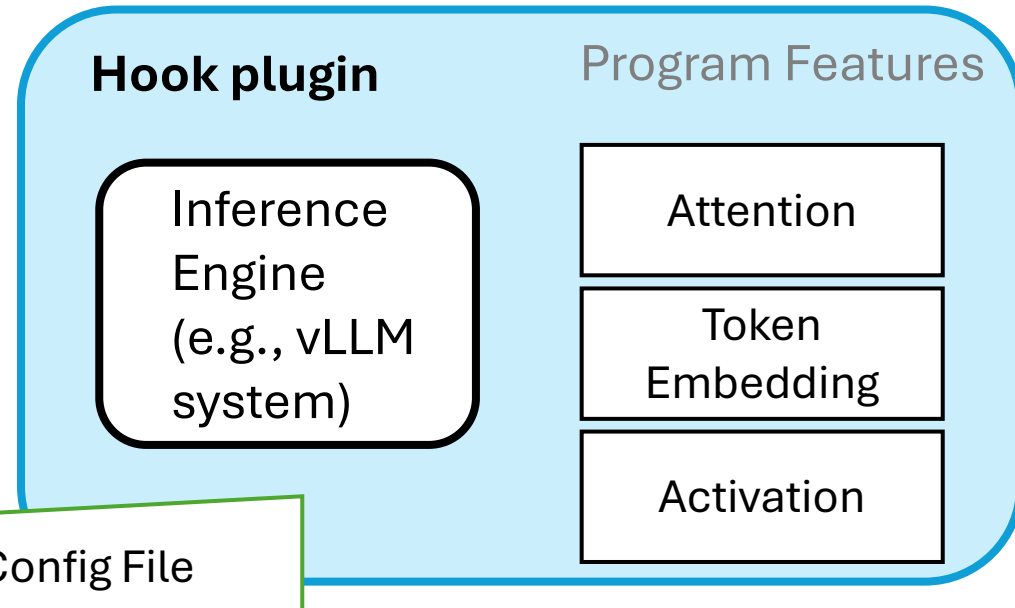 Hook plugin
Program Features
Inference
Engine
(e.g., vLLM
system)
Attention
Token
Embedding
Activation
Config File